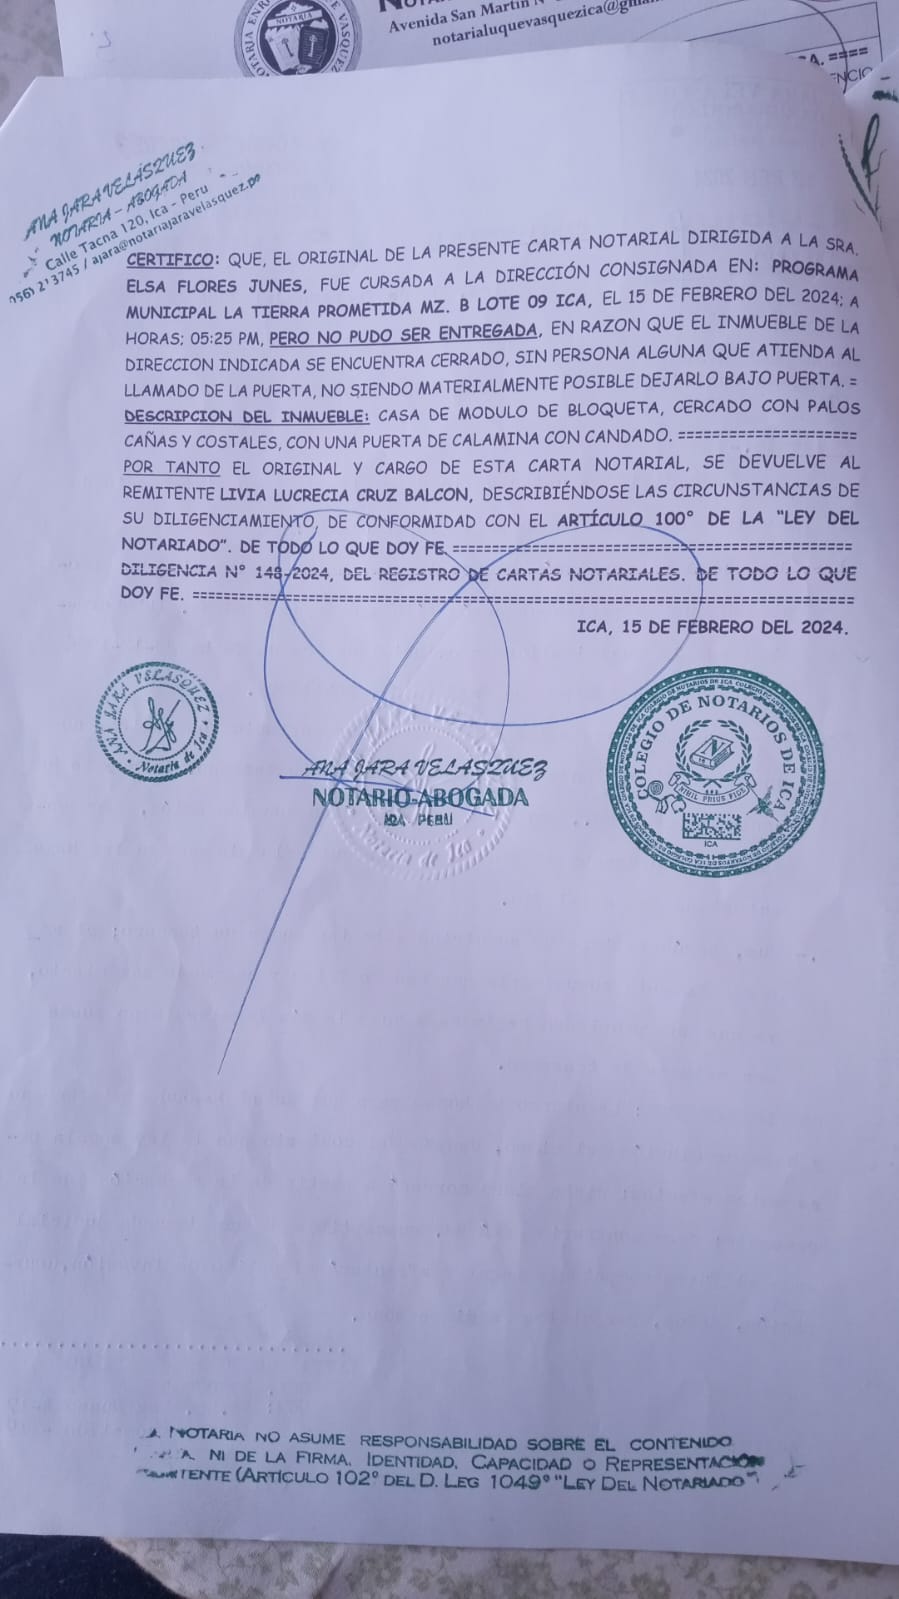 NOTARIA
VASQUEZ
Avenida San Martín N
notarialuquevasquezica@gmai
A. ====
ENCIO
ANA JARA VELÁSQUEZ
NOTARIA - ABOGADA
Calle Tacna 120, Ica - Peru
(056) 213745 / ajara@notariajaravelasquez.pe
CERTIFICO: QUE, EL ORIGINAL DE LA PRESENTE CARTA NOTARIAL DIRIGIDA A LA SRA.
ELSA FLORES JUNES, FUE CURSADA A LA DIRECCIÓN CONSIGNADA EN: PROGRAMA
MUNICIPAL LA TIERRA PROMETIDA MZ. B LOTE 09 ICA, EL 15 DE FEBRERO DEL 2024; A
HORAS; 05:25 PM, PERO NO PUDO SER ENTREGADA, EN RAZON QUE EL INMUEBLE DE LA
DIRECCION INDICADA SE ENCUENTRA CERRADO, SIN PERSONA ALGUNA QUE ATIENDA AL
LLAMADO DE LA PUERTA, NO SIENDO MATERIALMENTE POSIBLE DEJARLO BAJO PUERTA. =
DESCRIPCION DEL INMUEBLE: CASA DE MODULO DE BLOQUETA, CERCADO CON PALOS
CAÑAS Y COSTALES, CON UNA PUERTA DE CALAMINA CON CANDADO. ====================
POR TANTO EL ORIGINAL Y CARGO DE ESTA CARTA NOTARIAL, SE DEVUELVE AL
REMITENTE LIVIA LUCRECIA CRUZ BALCON, DESCRIBIÉNDOSE LAS CIRCUNSTANCIAS DE
SU DILIGENCIAMIENTO, DE CONFORMIDAD CON EL ARTÍCULO 100° DE LA "LEY DEL
NOTARIADO". DE TODO LO QUE DOY FE =============================================
DILIGENCIA N° 148-2024, DEL REGISTRO DE CARTAS NOTARIALES. DE TODO LO QUE
DOY FE. ==========================================================================
ICA, 15 DE FEBRERO DEL 2024.
ANA JARA VELASQUEZ
Notaria de Ica
ANA JARA VELASQUEZ
NOTARIO-ABOGADA
ICA PERU
Notaria de Ica
COLEGIO DE NOTARIOS DE ICA
NIHIL PRIUS FIDE
ICA
NOTARIA NO ASUME RESPONSABILIDAD SOBRE EL CONTENIDO
NI DE LA FIRMA, IDENTIDAD, CAPACIDAD O REPRESENTACIÓN
(ARTÍCULO 102° DEL D. LEG 1049° "LEY DEL NOTARIADO"